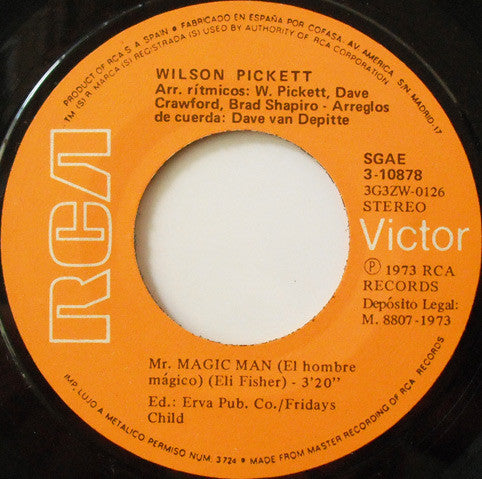 PRODUCT OF RCA S. A. SPAIN • FABRICADO EN ESPAÑA POR COFASA-AV. AMERICA, S/N. MADRID-17
TM (S) ® MARCA (S) REGISTRADA (S) USED BY AUTHORITY OF RCA CORPORATION
WILSON PICKETT
Arr. rítmicos: W. Pickett, Dave
Crawford, Brad Shapiro - Arreglos
de cuerda: Dave van Depitte
RCA
SGAE
3-10878
3G3ZW-0126
STEREO
Victor
Ⓟ 1973 RCA
RECORDS
Depósito Legal:
M. 8807-1973
Mr. MAGIC MAN (El hombre
mágico) (Eli Fisher) - 3'20"
Ed.: Erva Pub. Co./Fridays
Child
IMP. LUJO A METALICO PERMISO NUM. 3724 • MADE FROM MASTER RECORDING OF RCA RECORDS